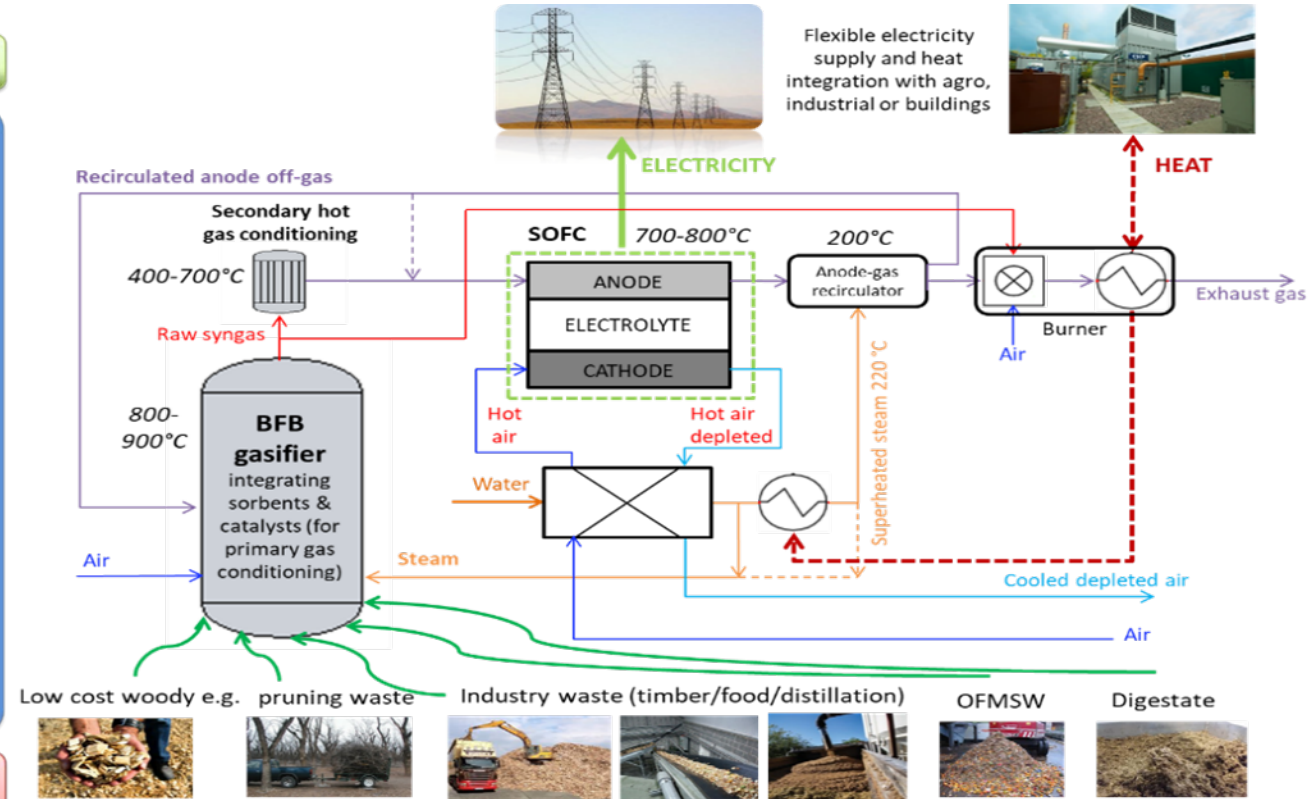 Flexible electricity
supply and heat
integration with agro,
industrial or buildings
ELECTRICITY
HEAT
Recirculated anode off-gas
Secondary hot
gas conditioning
SOFC
700-800°C
200°C
400-700°C
ANODE
ELECTROLYTE
CATHODE
Anode-gas
recirculator
Exhaust gas
Burner
Air
Raw syngas
800-
900°C
BFB
gasifier
integrating
sorbents &
catalysts (for
primary gas
conditioning)
Hot
air
Hot air
depleted
Superheated steam 220 °C
Water
Air
Steam
Cooled depleted air
Air
Low cost woody e.g.
pruning waste
Industry waste (timber/food/distillation)
OFMSW
Digestate